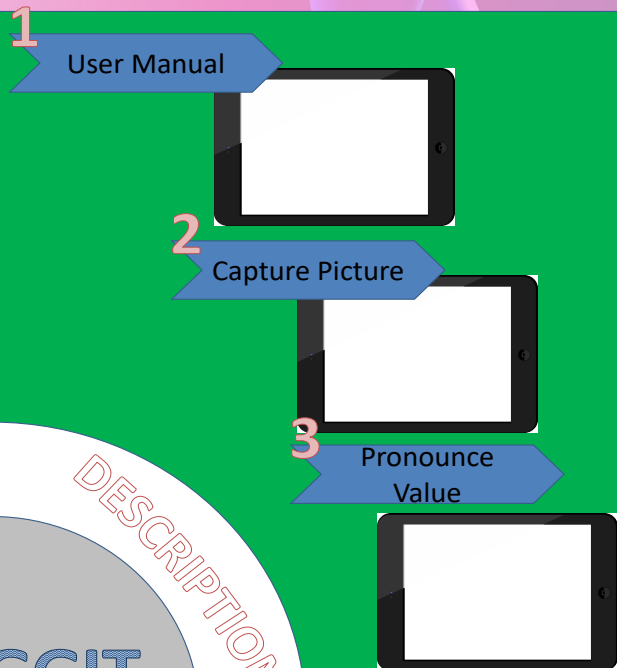 1
User Manual
2
Capture Picture
3
Pronounce
Value
DESCRIPTION